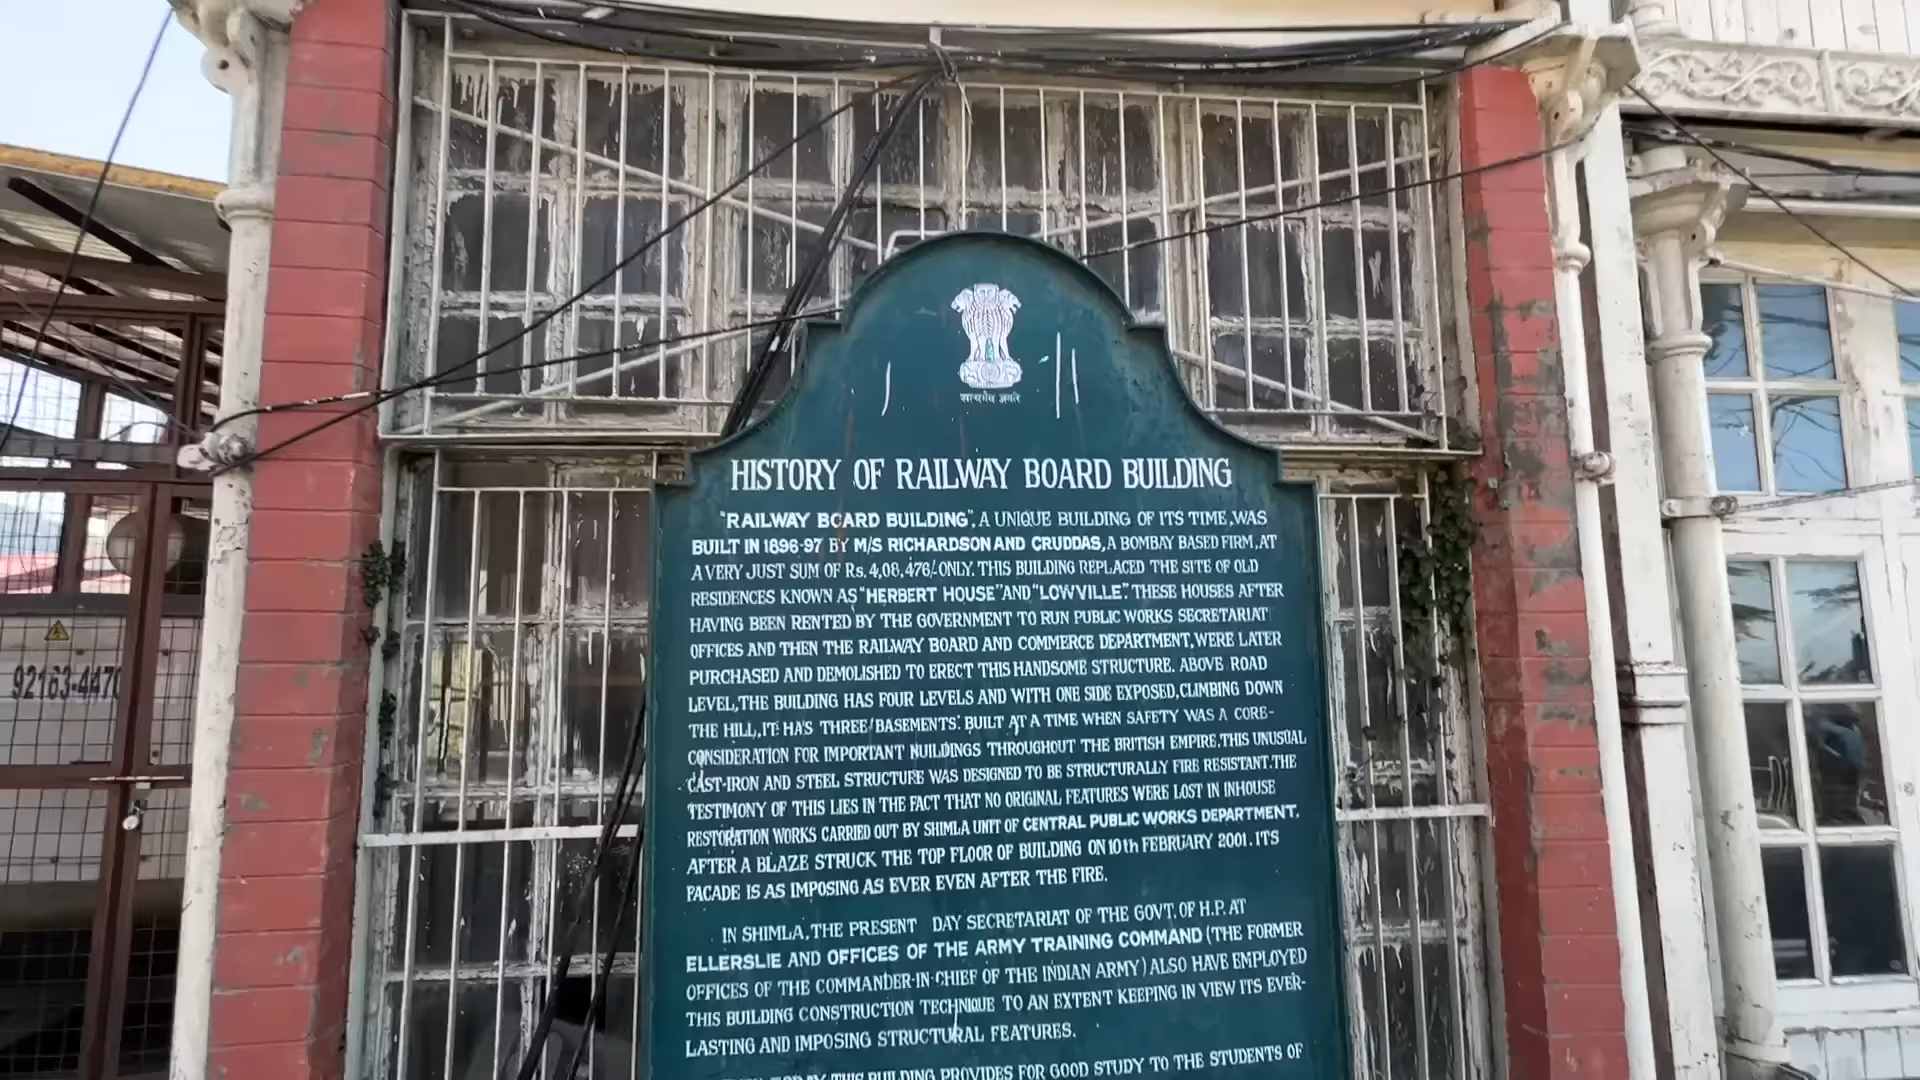 सत्यमेव जयते
HISTORY OF RAILWAY BOARD BUILDING
"RAILWAY BOARD BUILDING", A UNIQUE BUILDING OF ITS TIME, WAS
BUILT IN 1896-97 BY M/S RICHARDSON AND CRUDDAS, A BOMBAY BASED FIRM, AT
A VERY JUST SUM OF Rs. 4,08,476/- ONLY. THIS BUILDING REPLACED THE SITE OF OLD
RESIDENCES KNOWN AS "HERBERT HOUSE" AND "LOWVILLE". THESE HOUSES AFTER
HAVING BEEN RENTED BY THE GOVERNMENT TO RUN PUBLIC WORKS SECRETARIAT
OFFICES AND THEN THE RAILWAY BOARD AND COMMERCE DEPARTMENT, WERE LATER
PURCHASED AND DEMOLISHED TO ERECT THIS HANDSOME STRUCTURE. ABOVE ROAD
LEVEL, THE BUILDING HAS FOUR LEVELS AND WITH ONE SIDE EXPOSED, CLIMBING DOWN
THE HILL, IT HAS THREE 'BASEMENTS'. BUILT AT A TIME WHEN SAFETY WAS A CORE-
CONSIDERATION FOR IMPORTANT NUILDINGS THROUGHOUT THE BRITISH EMPIRE, THIS UNUSUAL
CAST-IRON AND STEEL STRUCTURE WAS DESIGNED TO BE STRUCTURALLY FIRE RESISTANT. THE
TESTIMONY OF THIS LIES IN THE FACT THAT NO ORIGINAL FEATURES WERE LOST IN INHOUSE
RESTORATION WORKS CARRIED OUT BY SHIMLA UNIT OF CENTRAL PUBLIC WORKS DEPARTMENT.
AFTER A BLAZE STRUCK THE TOP FLOOR OF BUILDING ON 10th FEBRUARY 2001. ITS
FACADE IS AS IMPOSING AS EVER EVEN AFTER THE FIRE.
IN SHIMLA, THE PRESENT DAY SECRETARIAT OF THE GOVT. OF H.P. AT
ELLERSLIE AND OFFICES OF THE ARMY TRAINING COMMAND (THE FORMER
OFFICES OF THE COMMANDER-IN-CHIEF OF THE INDIAN ARMY) ALSO HAVE EMPLOYED
THIS BUILDING CONSTRUCTION TECHNIQUE TO AN EXTENT KEEPING IN VIEW ITS EVER-
LASTING AND IMPOSING STRUCTURAL FEATURES.
TODAY THIS BUILDING PROVIDES FOR GOOD STUDY TO THE STUDENTS OF
92163-4470